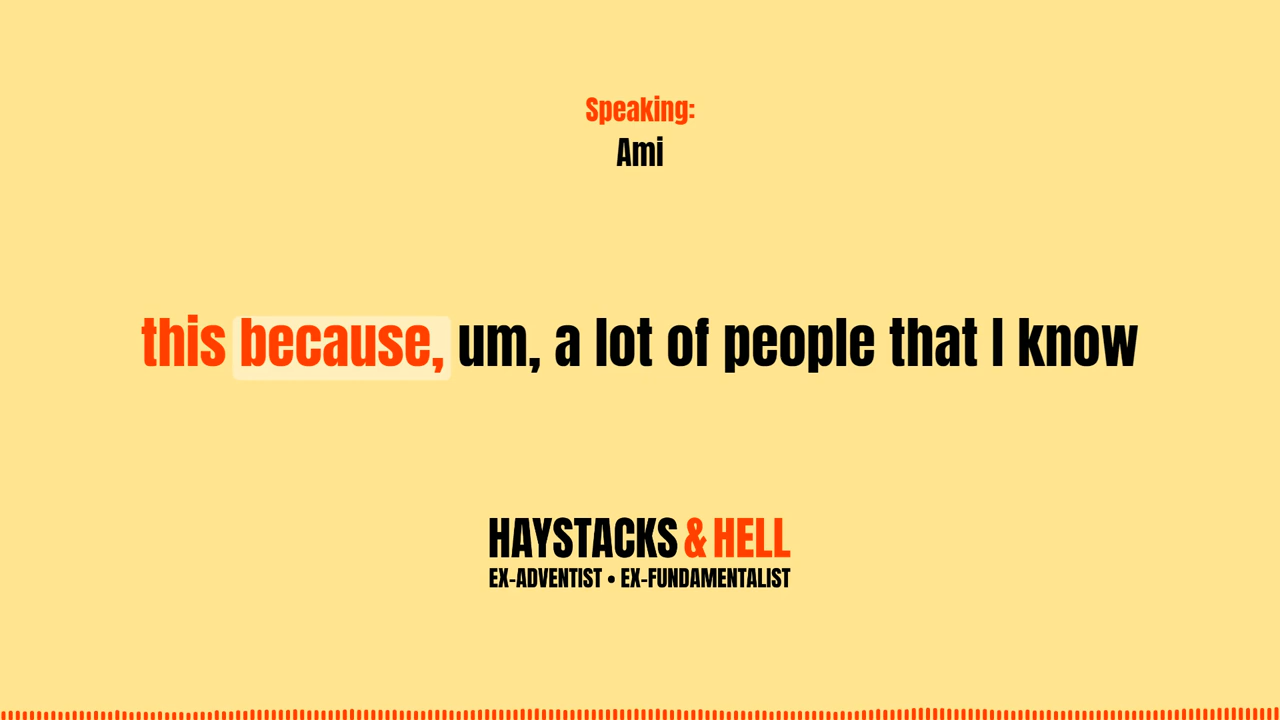 Speaking:
Ami
this because, um, a lot of people that I know
HAYSTACKS & HELL
EX-ADVENTIST • EX-FUNDAMENTALIST